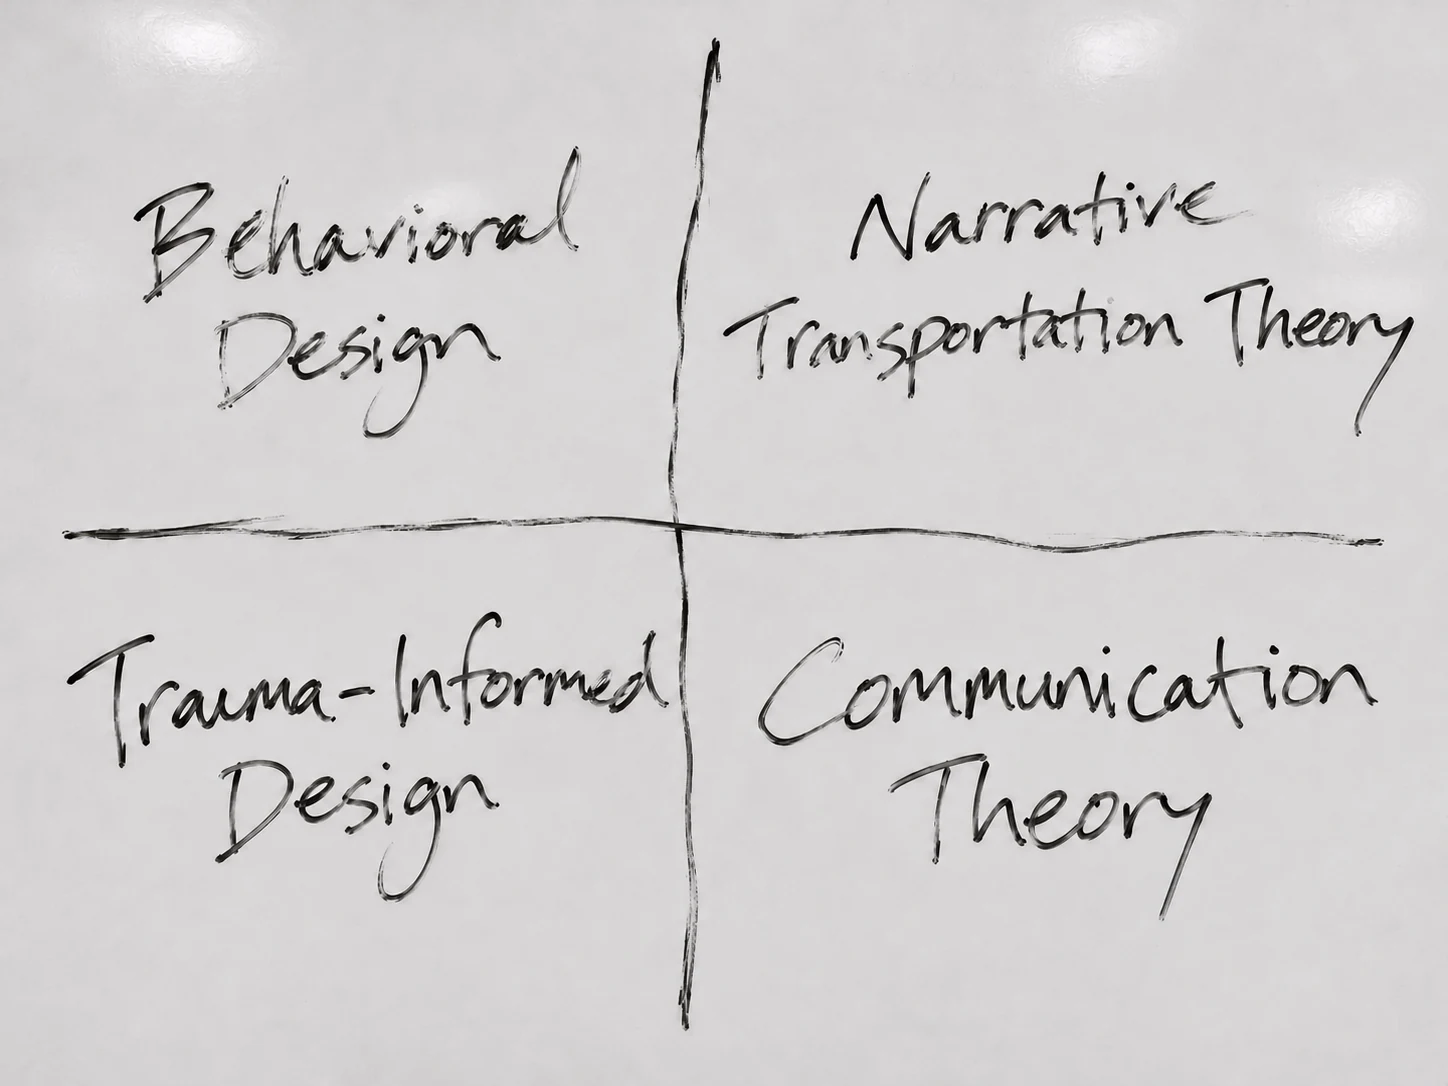 Behavioral
Design
Narrative
Transportation Theory
Trauma-Informed
Design
Communication
Theory